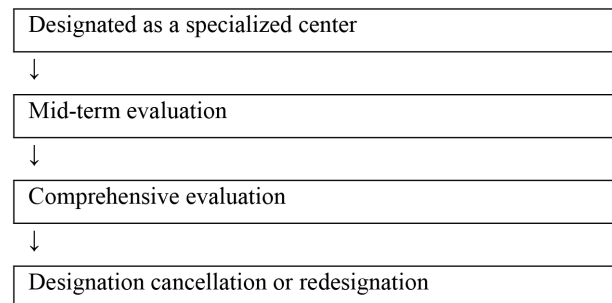 Designated as a specialized center
↓
Mid-term evaluation
↓
Comprehensive evaluation
↓
Designation cancellation or redesignation